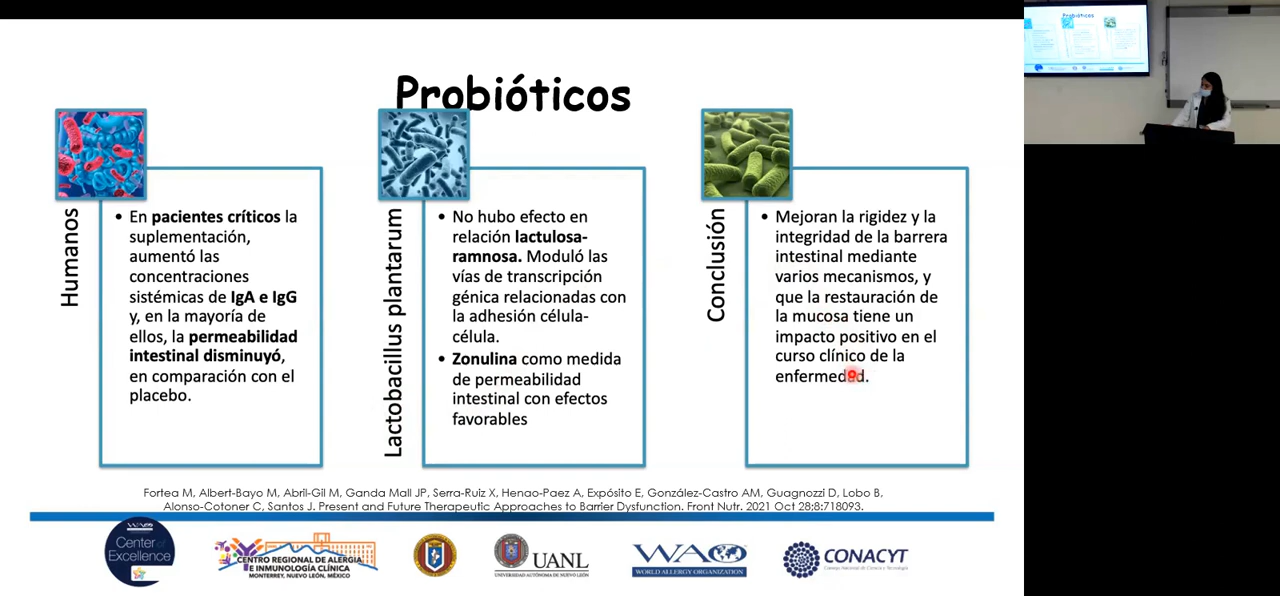 Probióticos
Humanos
• En pacientes críticos la
suplementación,
aumentó las
concentraciones
sistémicas de IgA e IgG
y, en la mayoría de
ellos, la permeabilidad
intestinal disminuyó,
en comparación con el
placebo.
Lactobacillus plantarum
• No hubo efecto en
relación lactulosa-
ramnosa. Moduló las
vías de transcripción
génica relacionadas con
la adhesión célula-
célula.
• Zonulina como medida
de permeabilidad
intestinal con efectos
favorables
Conclusión
• Mejoran la rigidez y la
integridad de la barrera
intestinal mediante
varios mecanismos, y
que la restauración de
la mucosa tiene un
impacto positivo en el
curso clínico de la
enfermedad.
Fortea M, Albert-Bayo M, Abril-Gil M, Ganda Mall JP, Serra-Ruiz X, Henao-Paez A, Expósito E, González-Castro AM, Guagnozzi D, Lobo B,
Alonso-Cotoner C, Santos J. Present and Future Therapeutic Approaches to Barrier Dysfunction. Front Nutr. 2021 Oct 28;8:718093.
Center of
Excellence
CENTRO REGIONAL DE ALERGIA
E INMUNOLOGÍA CLÍNICA
MONTERREY, NUEVO LEÓN, MÉXICO
UANL
UNIVERSIDAD AUTÓNOMA DE NUEVO LEÓN
WAO
WORLD ALLERGY ORGANIZATION
CONACYT
Consejo Nacional de Ciencia y Tecnología
Probióticos